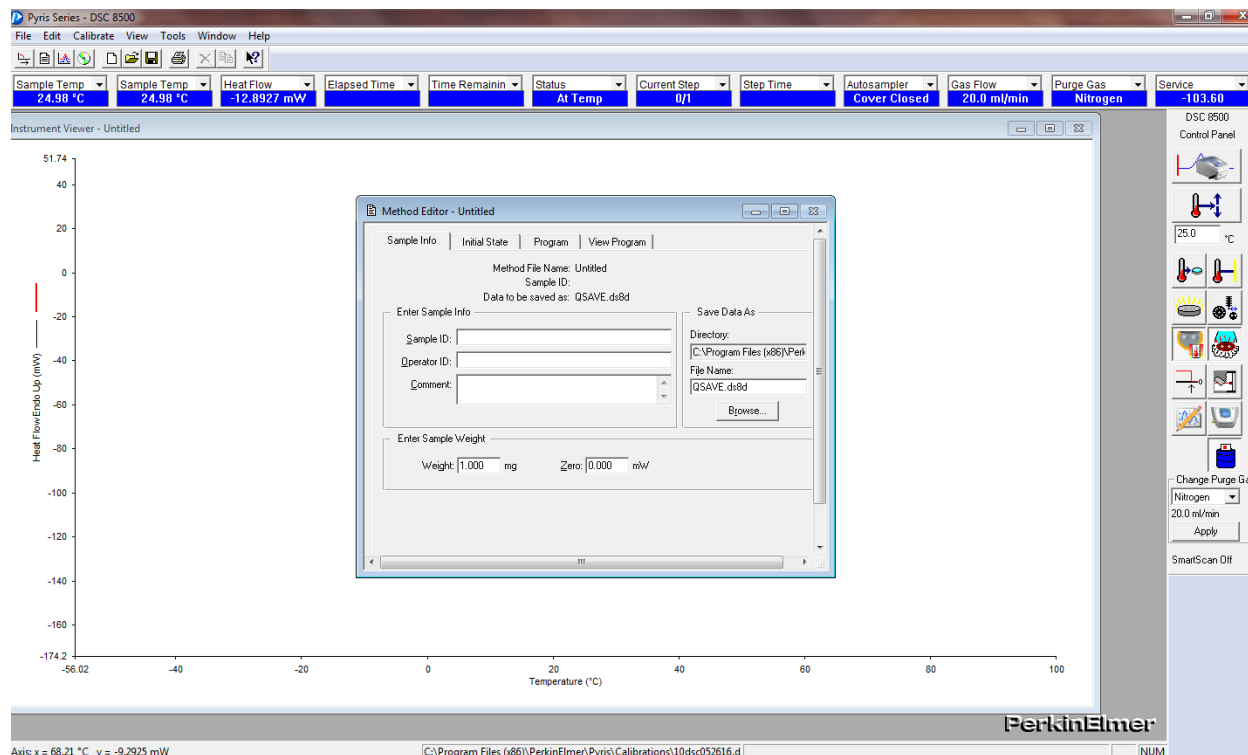 Pyris Series - DSC 8500
File Edit Calibrate View Tools Window Help
Sample Temp Sample Temp Heat Flow Elapsed Time Time Remainin Status Current Step Step Time Autosampler Gas Flow Purge Gas Service
24.98 °C 24.98 °C -12.8927 mW At Temp 0/1 Cover Closed 20.0 ml/min Nitrogen -103.60
Instrument Viewer - Untitled
DSC 8500
Control Panel
25.0 °C
Change Purge Ga
Nitrogen
20.0 ml/min
Apply
SmartScan Off
51.74
40
20
0
-20
-40
-60
-80
-100
-120
-140
-160
-174.2
Heat Flow Endo Up (mW)
-56.02 -40 -20 0 20 40 60 80 100
Temperature (°C)
Method Editor - Untitled
Sample Info Initial State Program View Program
Method File Name: Untitled
Sample ID:
Data to be saved as: QSAVE.ds8d
Enter Sample Info
Sample ID:
Operator ID:
Comment:
Save Data As
Directory:
C:\Program Files (x86)\Perk
File Name:
QSAVE.ds8d
Browse...
Enter Sample Weight
Weight: 1.000 mg Zero: 0.000 mW
PerkinElmer
Axis: x = 68.21 °C y = -9.2925 mW C:\Program Files (x86)\PerkinElmer\Pyris\Calibrations\10dsc052616.d NUM